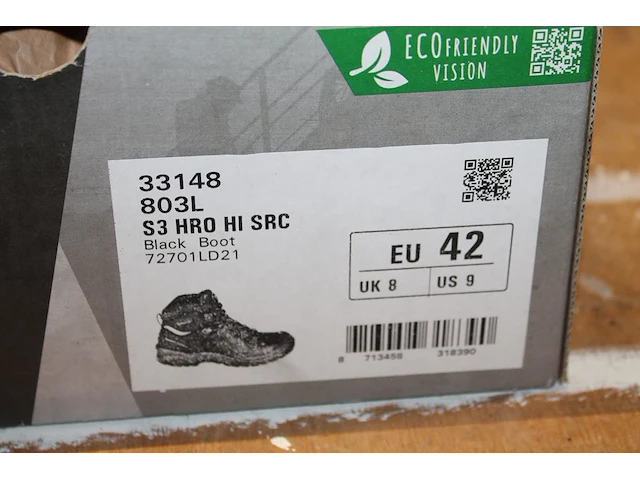 ECOFRIENDLY
VISION
33148
803L
S3 HRO HI SRC
Black Boot
72701LD21
EU 42
UK 8 US 9
8 713458 318390